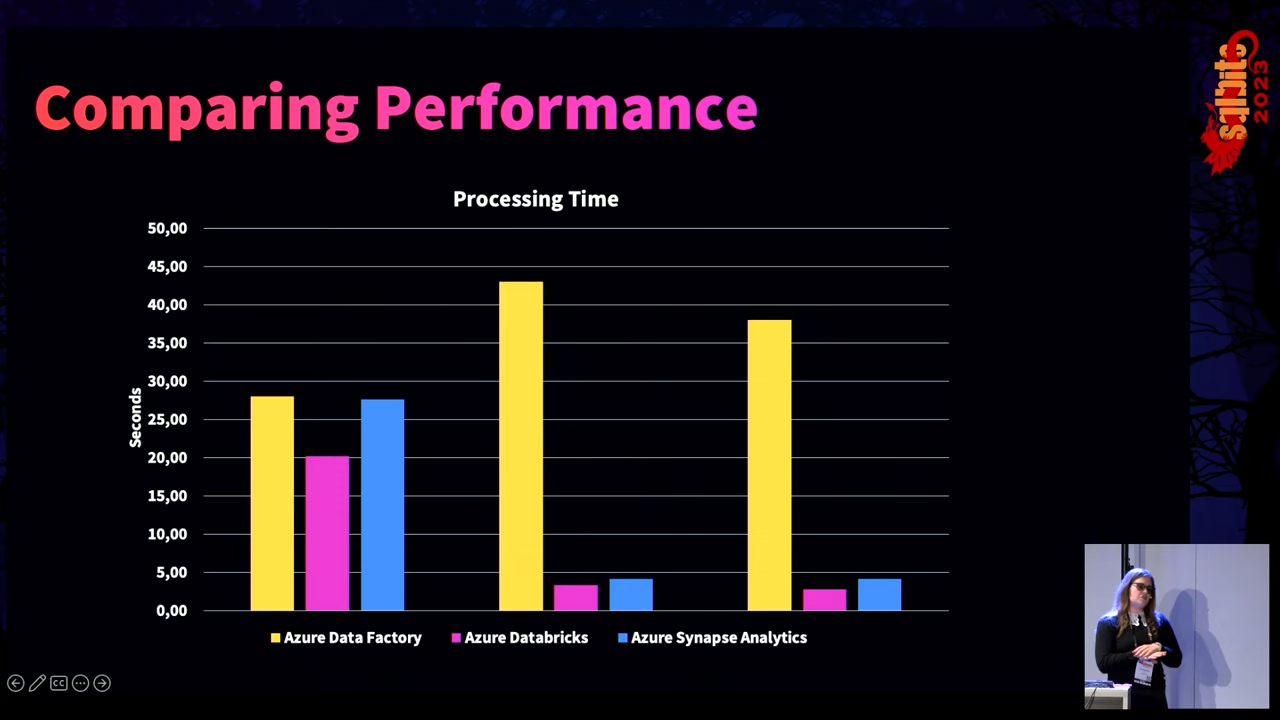 Comparing Performance
sqlbits
2023
Processing Time
50,00
45,00
40,00
35,00
30,00
25,00
20,00
15,00
10,00
5,00
0,00
Seconds
Azure Data Factory Azure Databricks Azure Synapse Analytics
CC